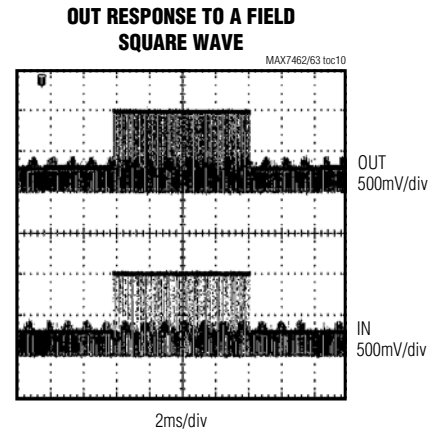 OUT RESPONSE TO A FIELD
SQUARE WAVE
MAX7462/63 toc10
T
OUT
500mV/div
IN
500mV/div
2ms/div